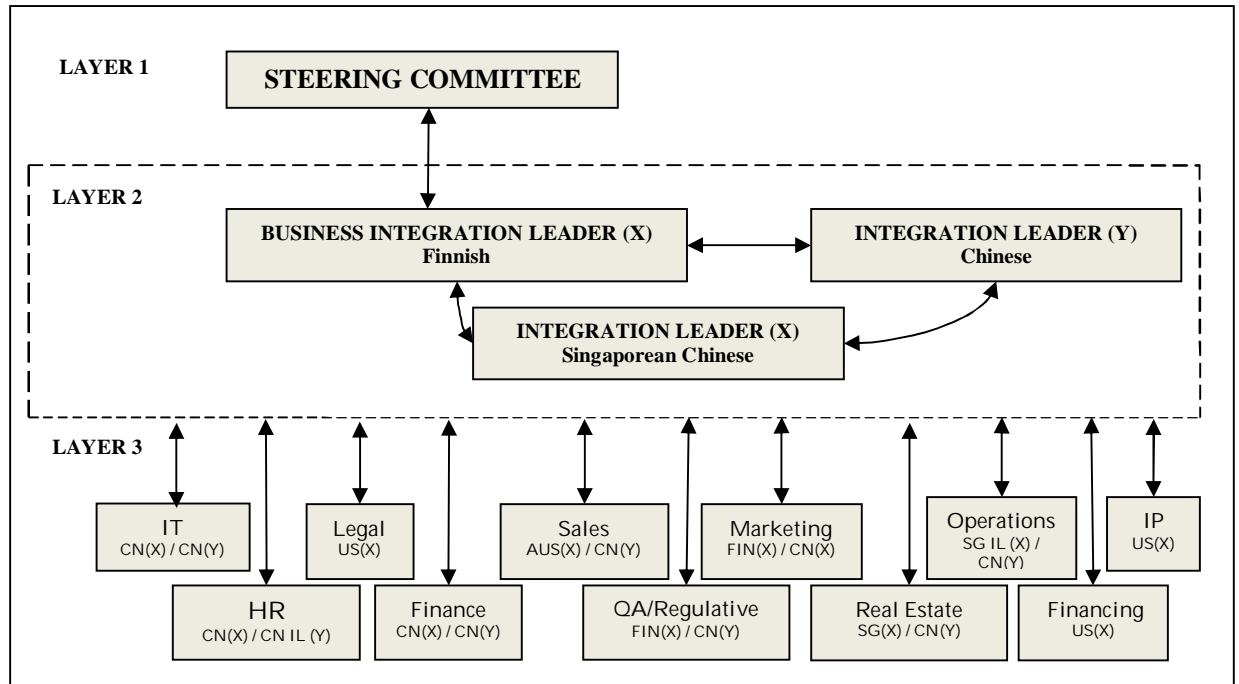 LAYER 1
STEERING COMMITTEE
LAYER 2
BUSINESS INTEGRATION LEADER (X)
Finnish
INTEGRATION LEADER (Y)
Chinese
INTEGRATION LEADER (X)
Singaporean Chinese
LAYER 3
IT
CN(X) / CN(Y)
Legal
US(X)
Sales
AUS(X) / CN(Y)
Marketing
FIN(X) / CN(X)
Operations
SG IL (X) /
CN(Y)
IP
US(X)
HR
CN(X) / CN IL (Y)
Finance
CN(X) / CN(Y)
QA/Regulative
FIN(X) / CN(Y)
Real Estate
SG(X) / CN(Y)
Financing
US(X)